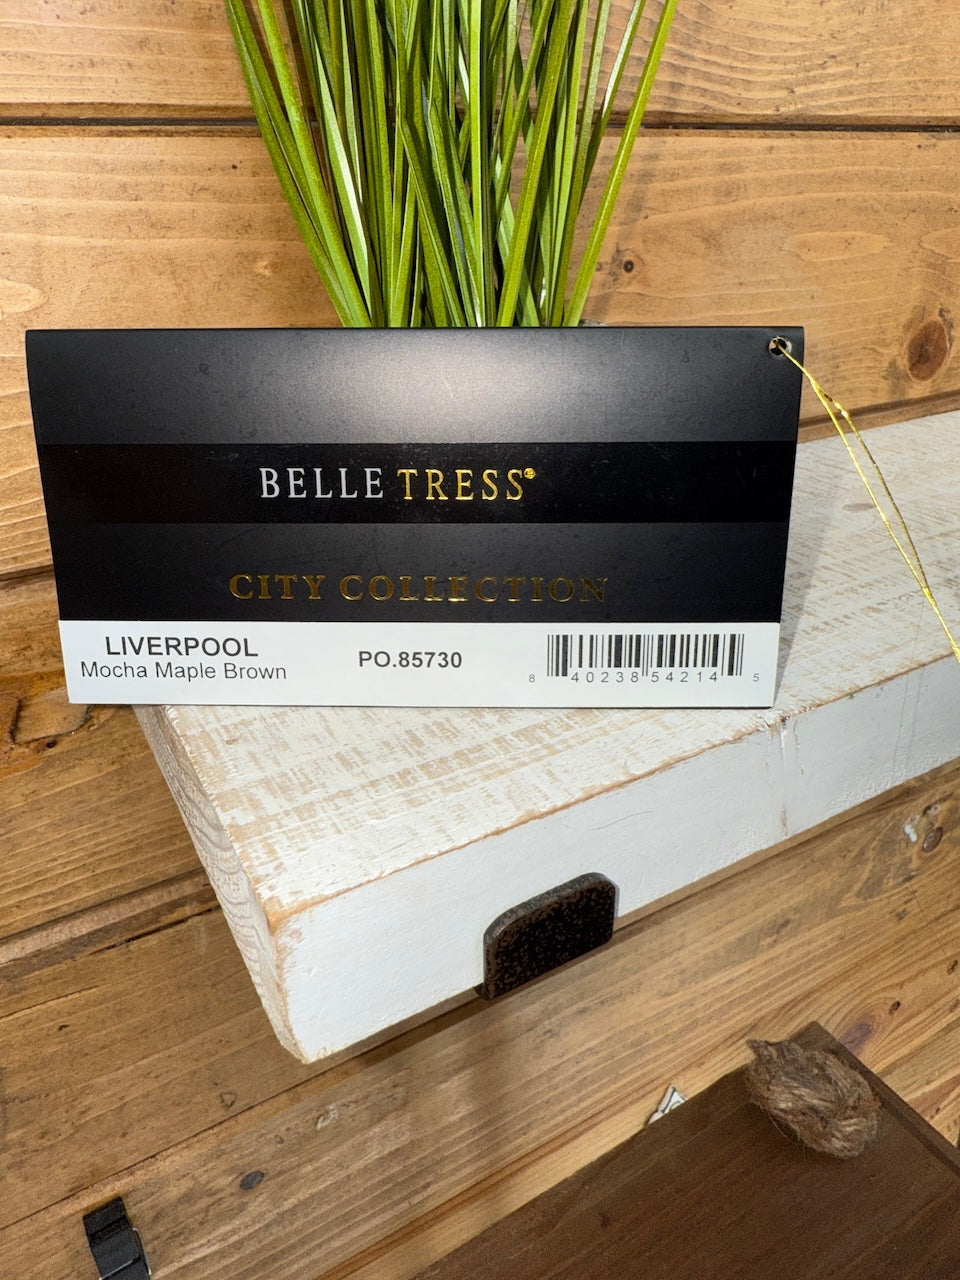 BELLE TRESS®
CITY COLLECTION
LIVERPOOL
Mocha Maple Brown
PO.85730
8 40238 54214 5